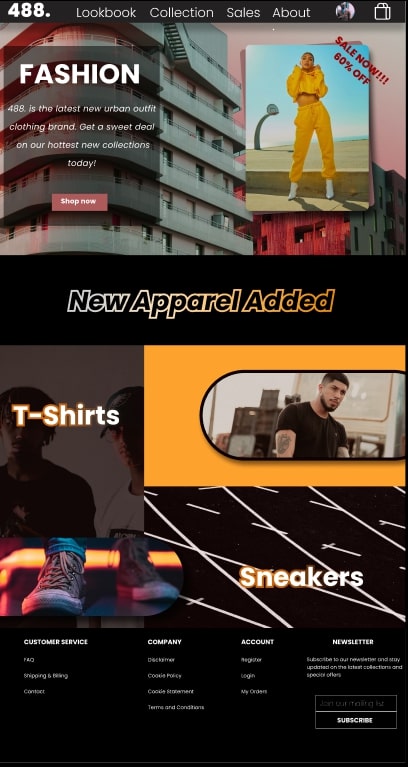 488. Lookbook Collection Sales About
SALE NOW!!!
60% OFF
FASHION
488. is the latest new urban outfit
clothing brand. Get a sweet deal
on our hottest new collections
today!
Shop now
New Apparel Added
T-Shirts
Sneakers
CUSTOMER SERVICE COMPANY ACCOUNT NEWSLETTER
FAQ Disclaimer Register Subscribe to our newsletter and stay
updated on the latest collections and
special offers
Shipping & Billing Cookie Policy Login
Contact Cookie Statement My Orders
Terms and Conditions
Join our mailing list
SUBSCRIBE